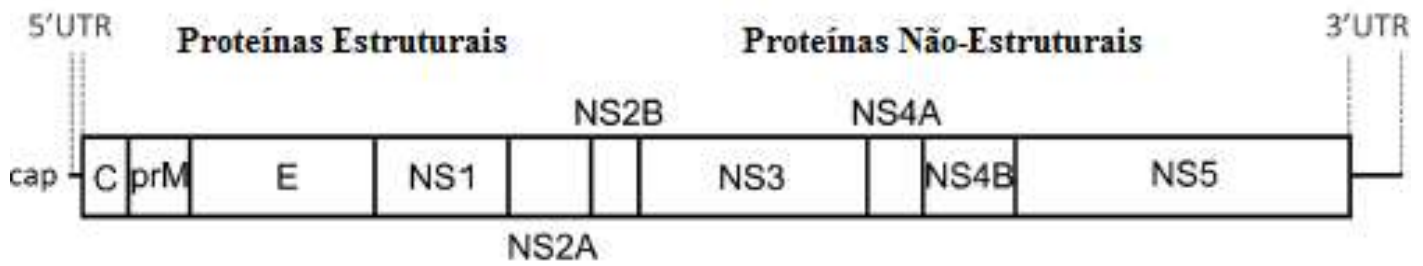 5'UTR Proteínas Estruturais Proteínas Não-Estruturais 3'UTR
NS2B NS4A
cap C prM E NS1 NS3 NS4B NS5
NS2A